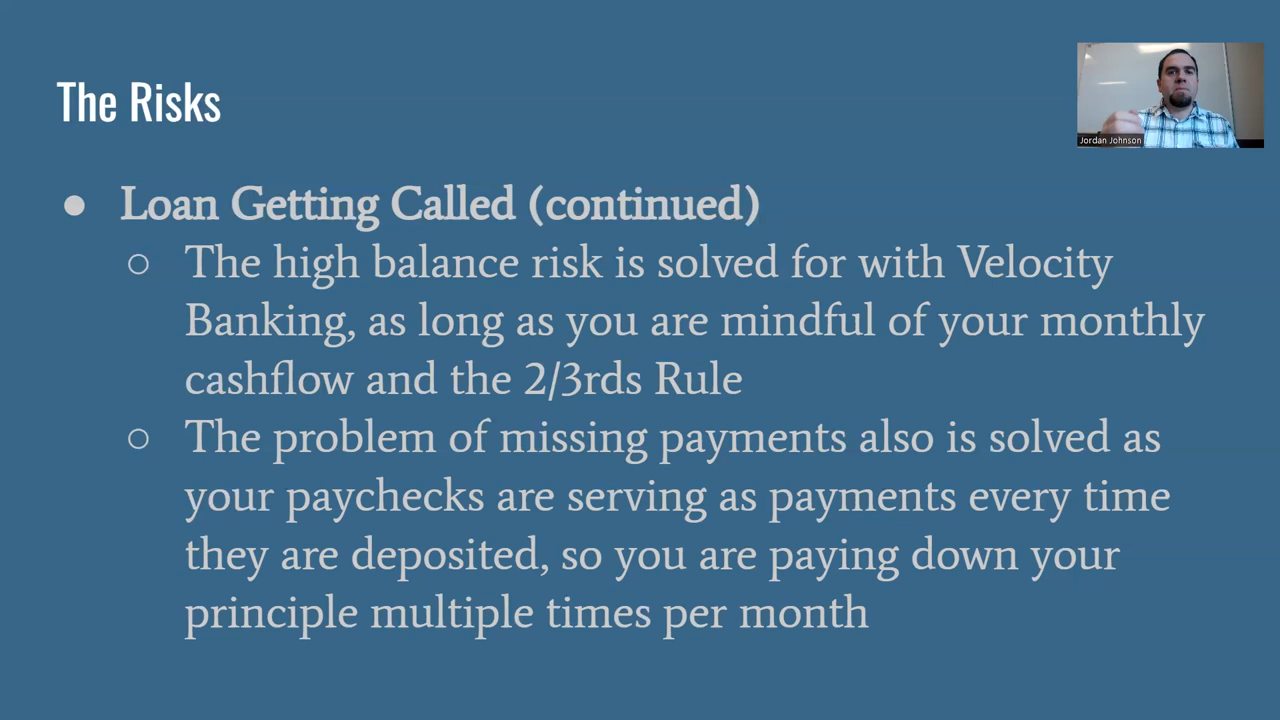 The Risks
Jordan Johnson
● Loan Getting Called (continued)
○ The high balance risk is solved for with Velocity
Banking, as long as you are mindful of your monthly
cashflow and the 2/3rds Rule
○ The problem of missing payments also is solved as
your paychecks are serving as payments every time
they are deposited, so you are paying down your
principle multiple times per month